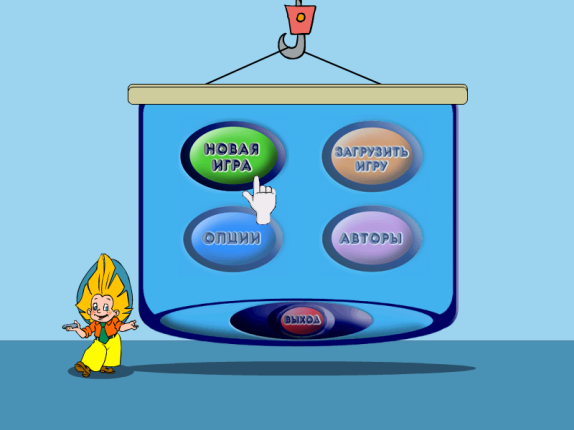 НОВАЯ
ИГРА
ЗАГРУЗИТЬ
ИГРУ
ОПЦИИ
АВТОРЫ
ВЫХОД